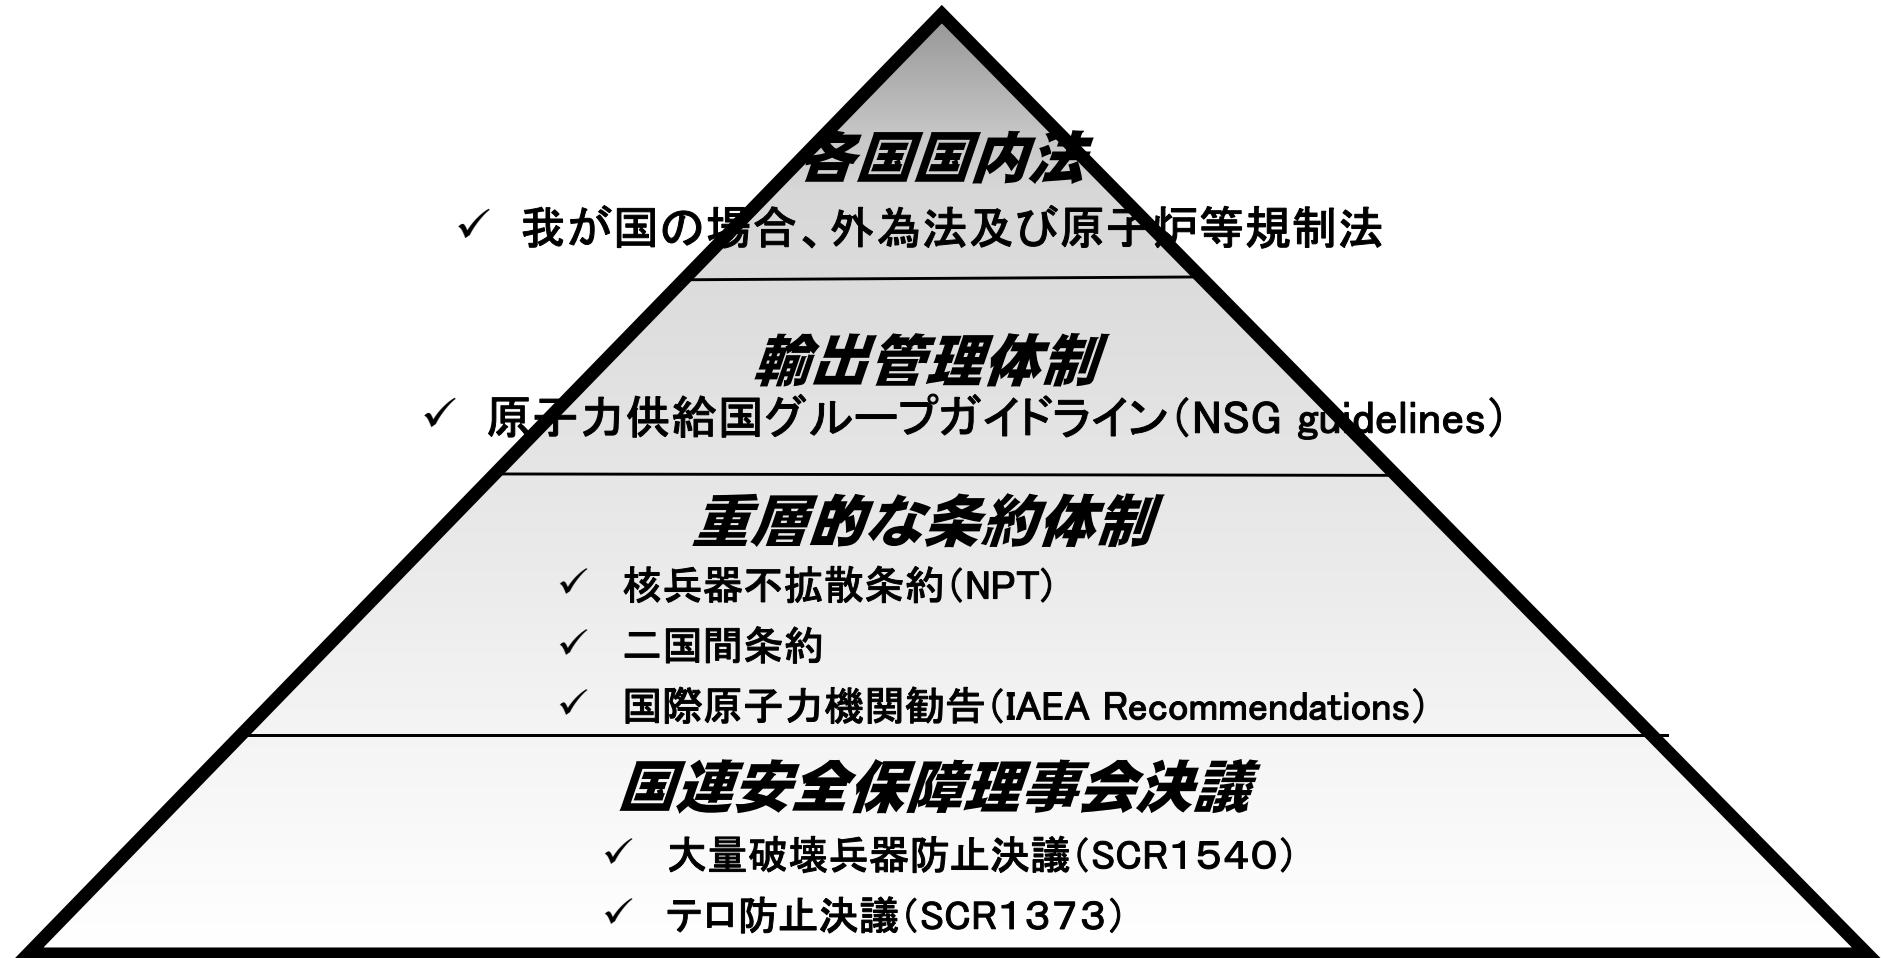 各国国内法
✓ 我が国の場合、外為法及び原子炉等規制法
輸出管理体制
✓ 原子力供給国グループガイドライン（NSG guidelines）
重層的な条約体制
✓ 核兵器不拡散条約（NPT）
✓ 二国間条約
✓ 国際原子力機関勧告（IAEA Recommendations）
国連安全保障理事会決議
✓ 大量破壊兵器防止決議（SCR１５４０）
✓ テロ防止決議（SCR１３７３）